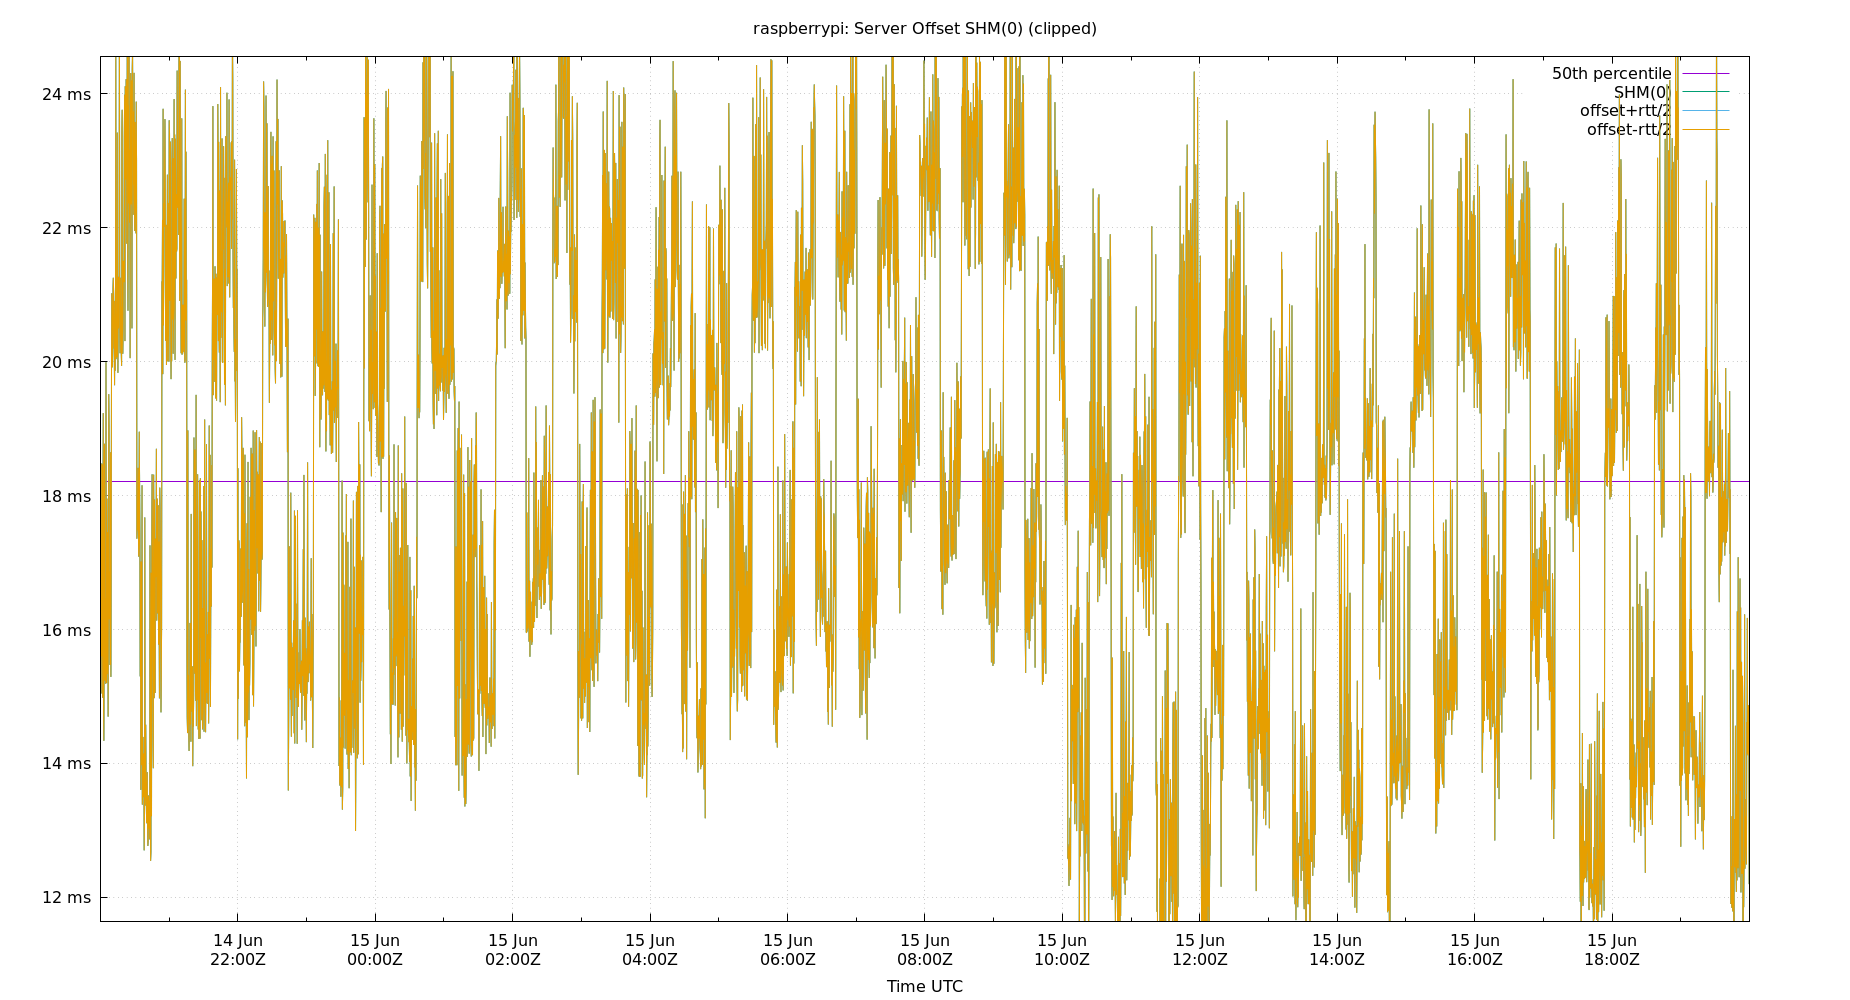 raspberrypi: Server Offset SHM(0) (clipped)
50th percentile
SHM(0)
offset+rtt/2
offset-rtt/2
24 ms
22 ms
20 ms
18 ms
16 ms
14 ms
12 ms
14 Jun 15 Jun 15 Jun 15 Jun 15 Jun 15 Jun 15 Jun 15 Jun 15 Jun 15 Jun 15 Jun
22:00Z 00:00Z 02:00Z 04:00Z 06:00Z 08:00Z 10:00Z 12:00Z 14:00Z 16:00Z 18:00Z
Time UTC